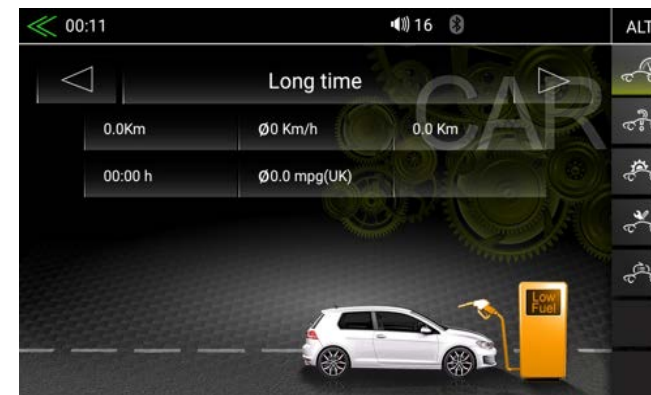 00:11 16 ALT
Long time
CAR
0.0Km Ø0 Km/h 0.0 Km
00:00 h Ø0.0 mpg(UK)
Low
Fuel